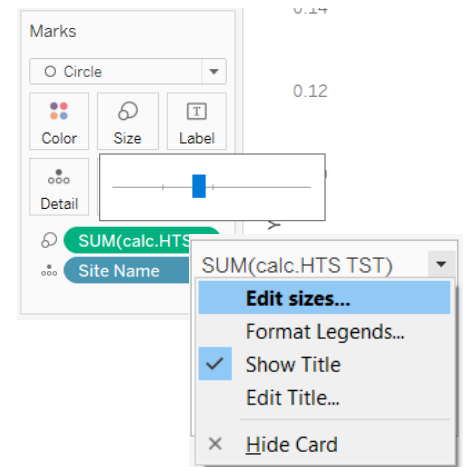 Marks
0.14
Circle
0.12
Color
Size
T
Label
Detail
SUM(calc.HTS
Site Name
SUM(calc.HTS TST)
Edit sizes...
Format Legends...
Show Title
Edit Title...
Hide Card